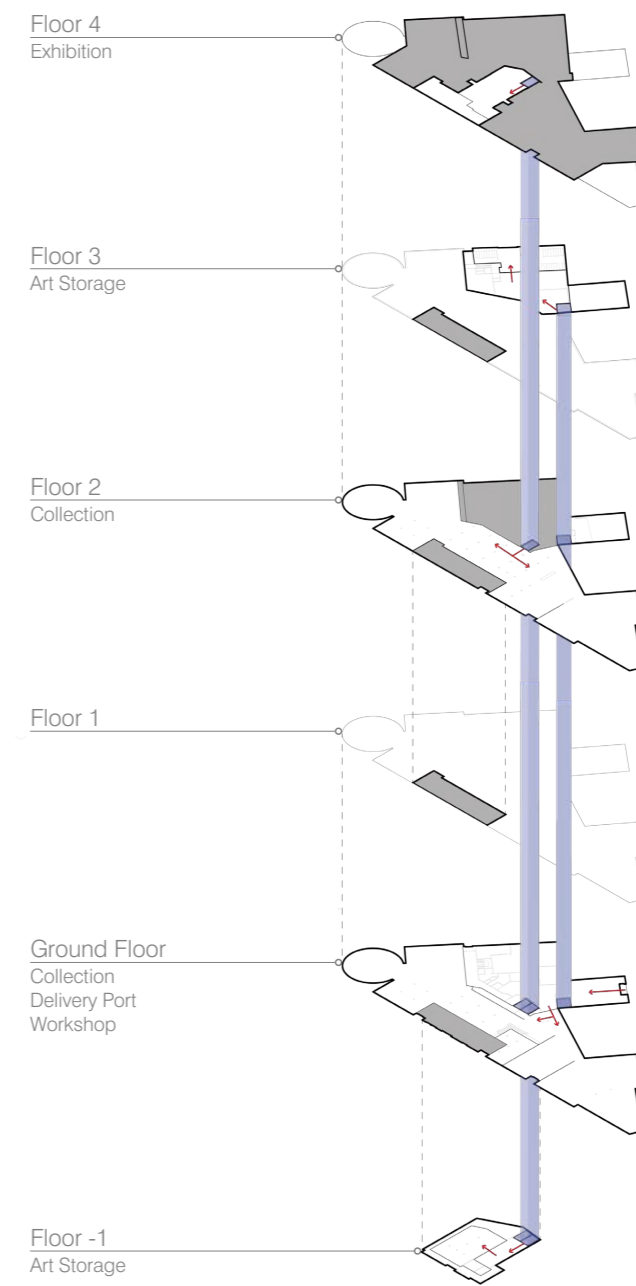 Floor 4
Exhibition
Floor 3
Art Storage
Floor 2
Collection
Floor 1
Ground Floor
Collection
Delivery Port
Workshop
Floor -1
Art Storage